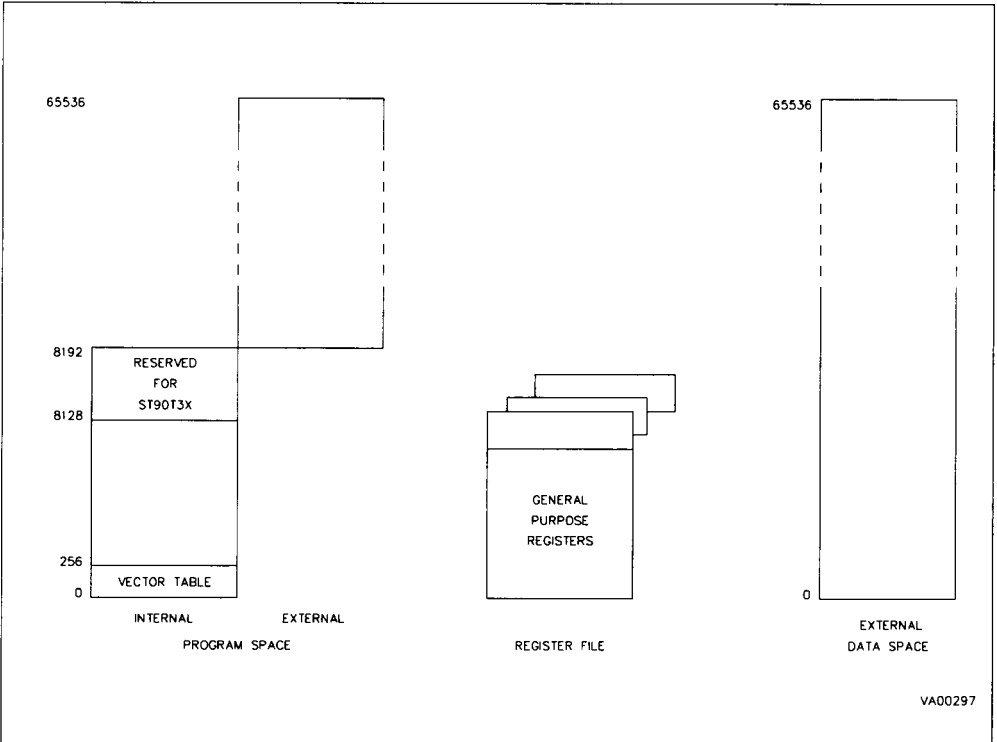 65536
65536
8192
RESERVED
FOR
ST90T3X
8128
GENERAL
PURPOSE
REGISTERS
256
VECTOR TABLE
0
0
INTERNAL
EXTERNAL
EXTERNAL
PROGRAM SPACE
REGISTER FILE
DATA SPACE
VA00297